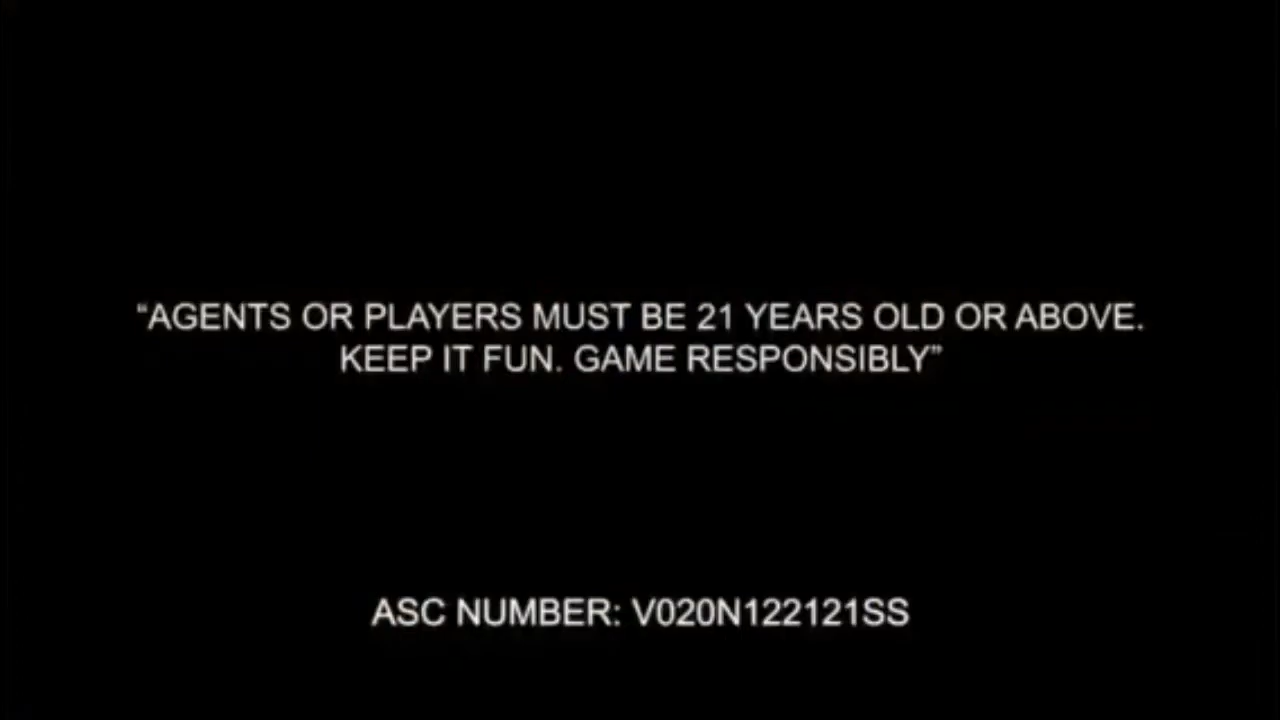 “AGENTS OR PLAYERS MUST BE 21 YEARS OLD OR ABOVE.
KEEP IT FUN. GAME RESPONSIBLY”
ASC NUMBER: V020N122121SS